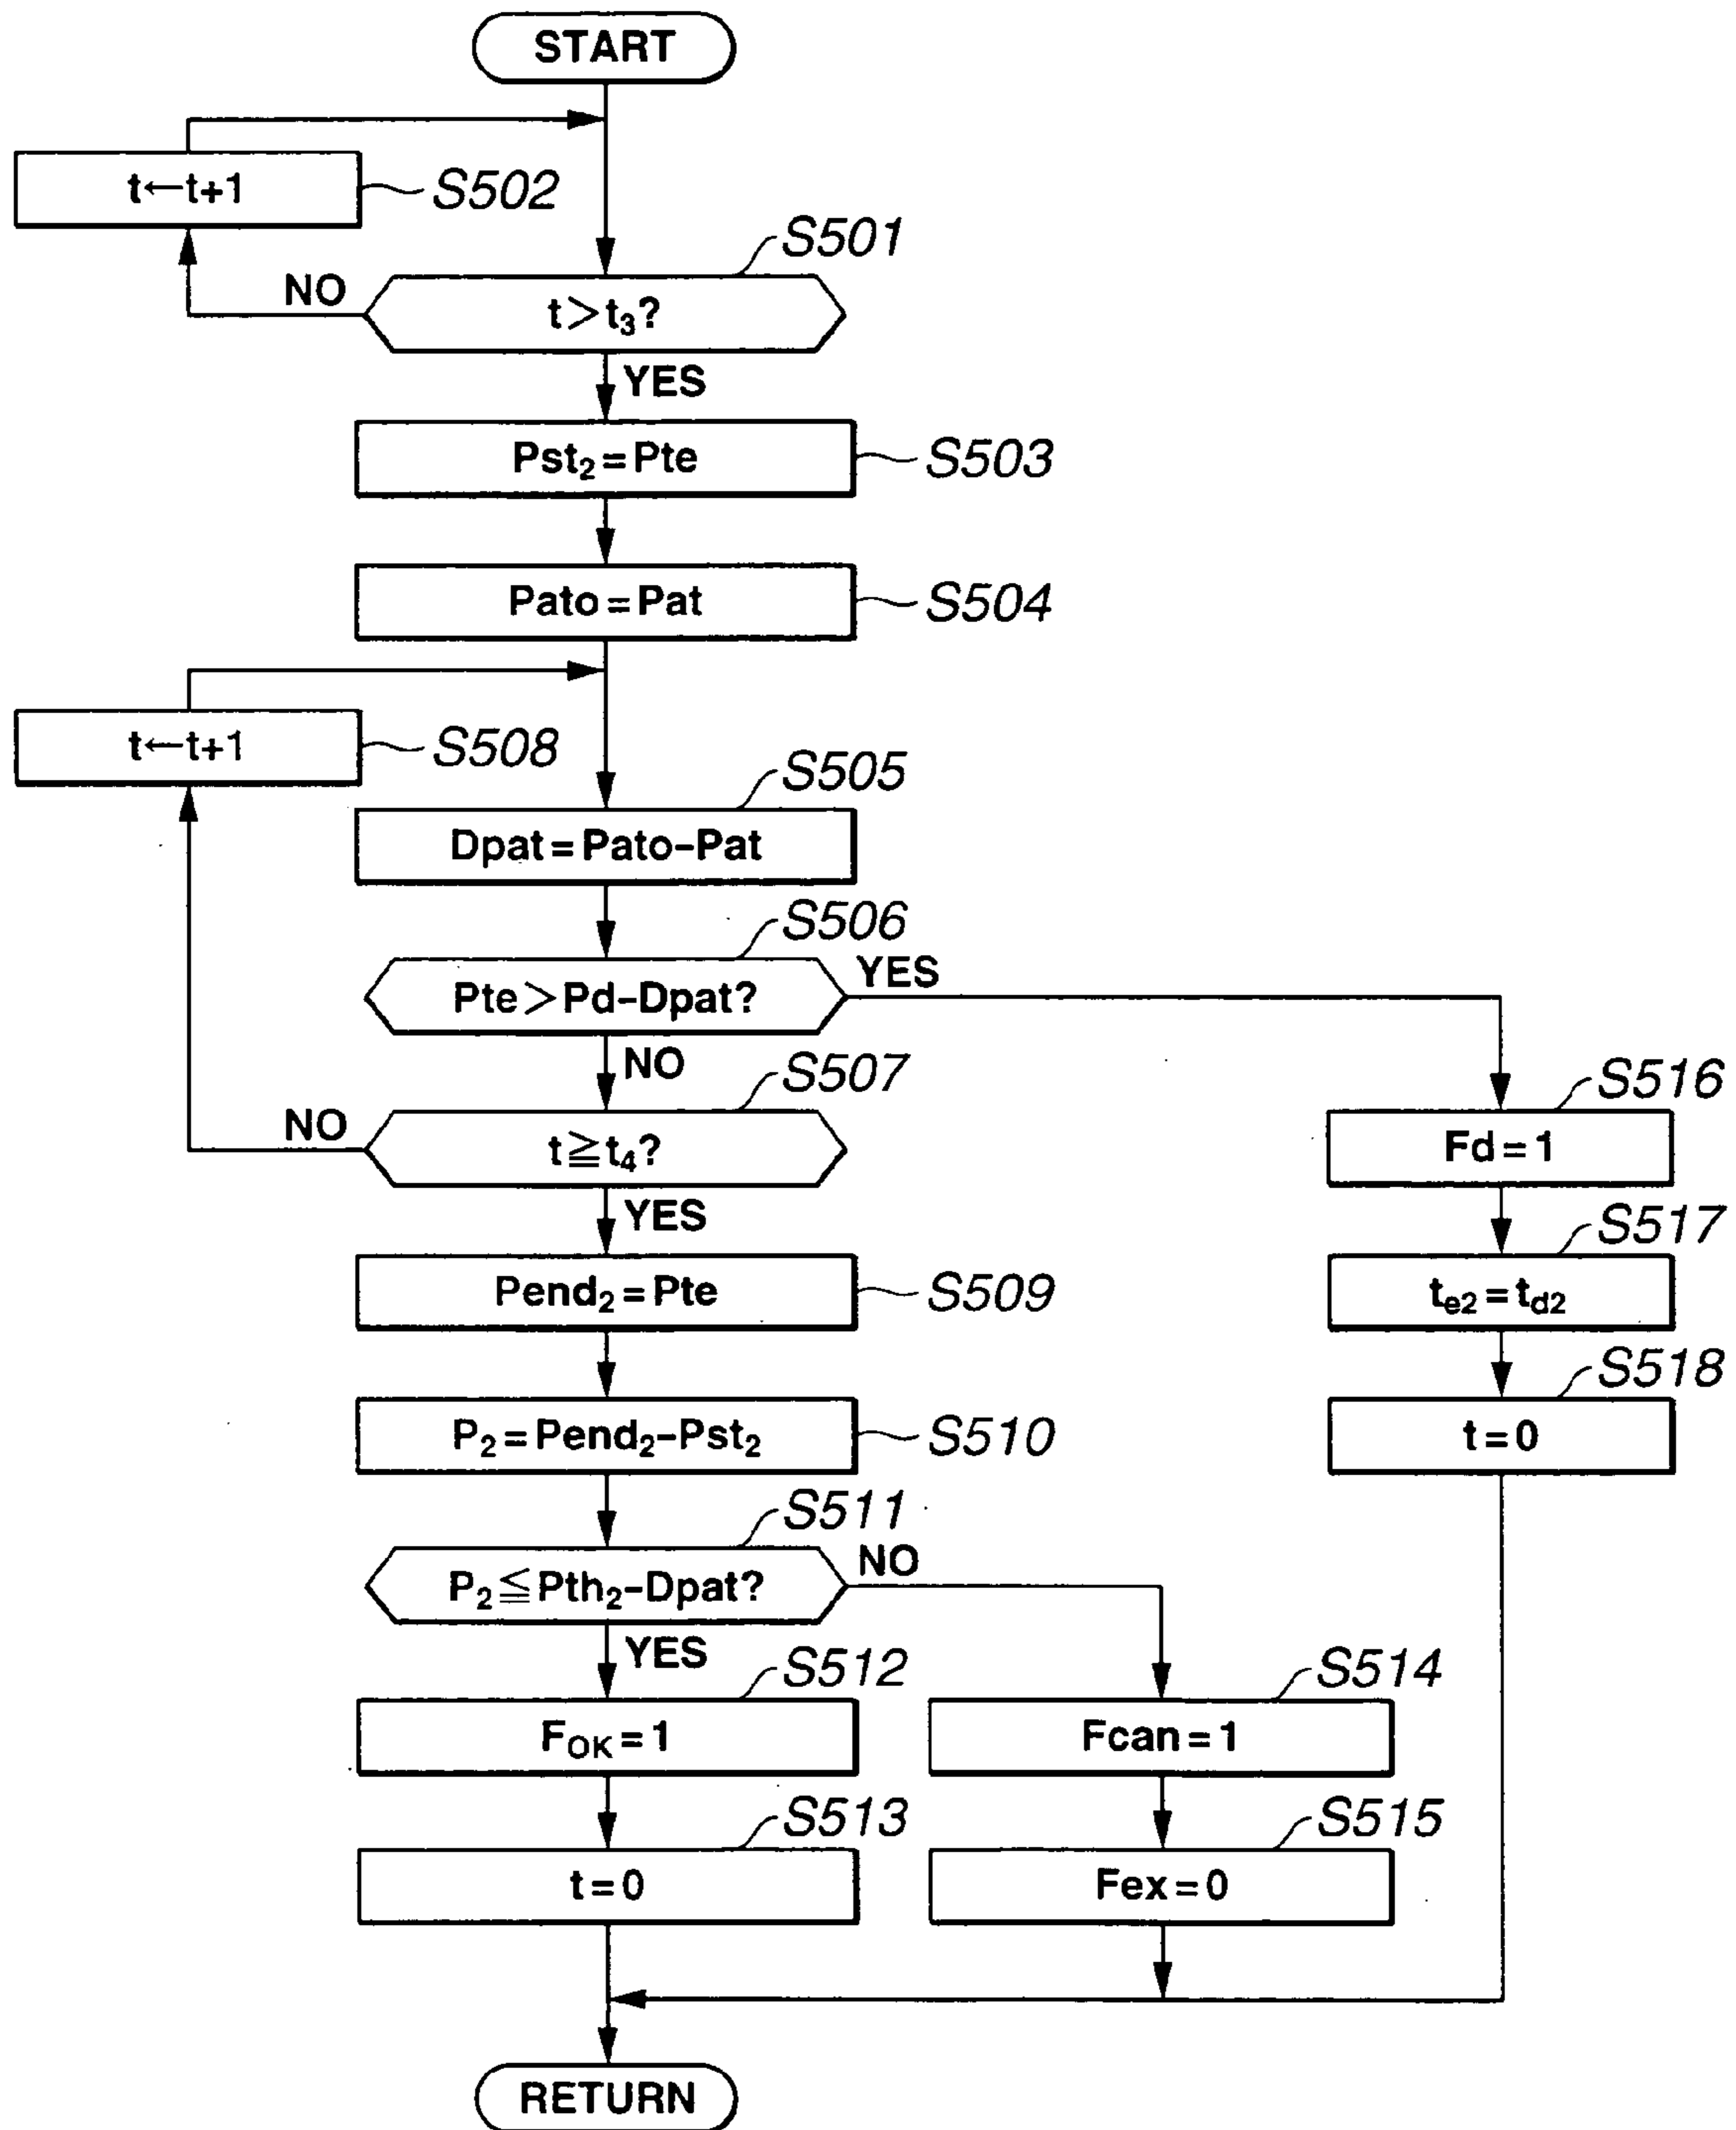 START
t←t+1
S502
S501
NO
t>t₃?
YES
Pst₂=Pte
S503
Pato=Pat
S504
t←t+1
S508
S505
Dpat=Pato-Pat
S506
Pte>Pd-Dpat?
YES
NO
S507
NO
t≧t₄?
YES
S516
Fd=1
Pend₂=Pte
S509
S517
tₑ₂=t_d2
P₂=Pend₂-Pst₂
S510
S518
t=0
S511
P₂≦Pth₂-Dpat?
NO
YES
S512
F_OK=1
S514
Fcan=1
S513
t=0
S515
Fex=0
RETURN